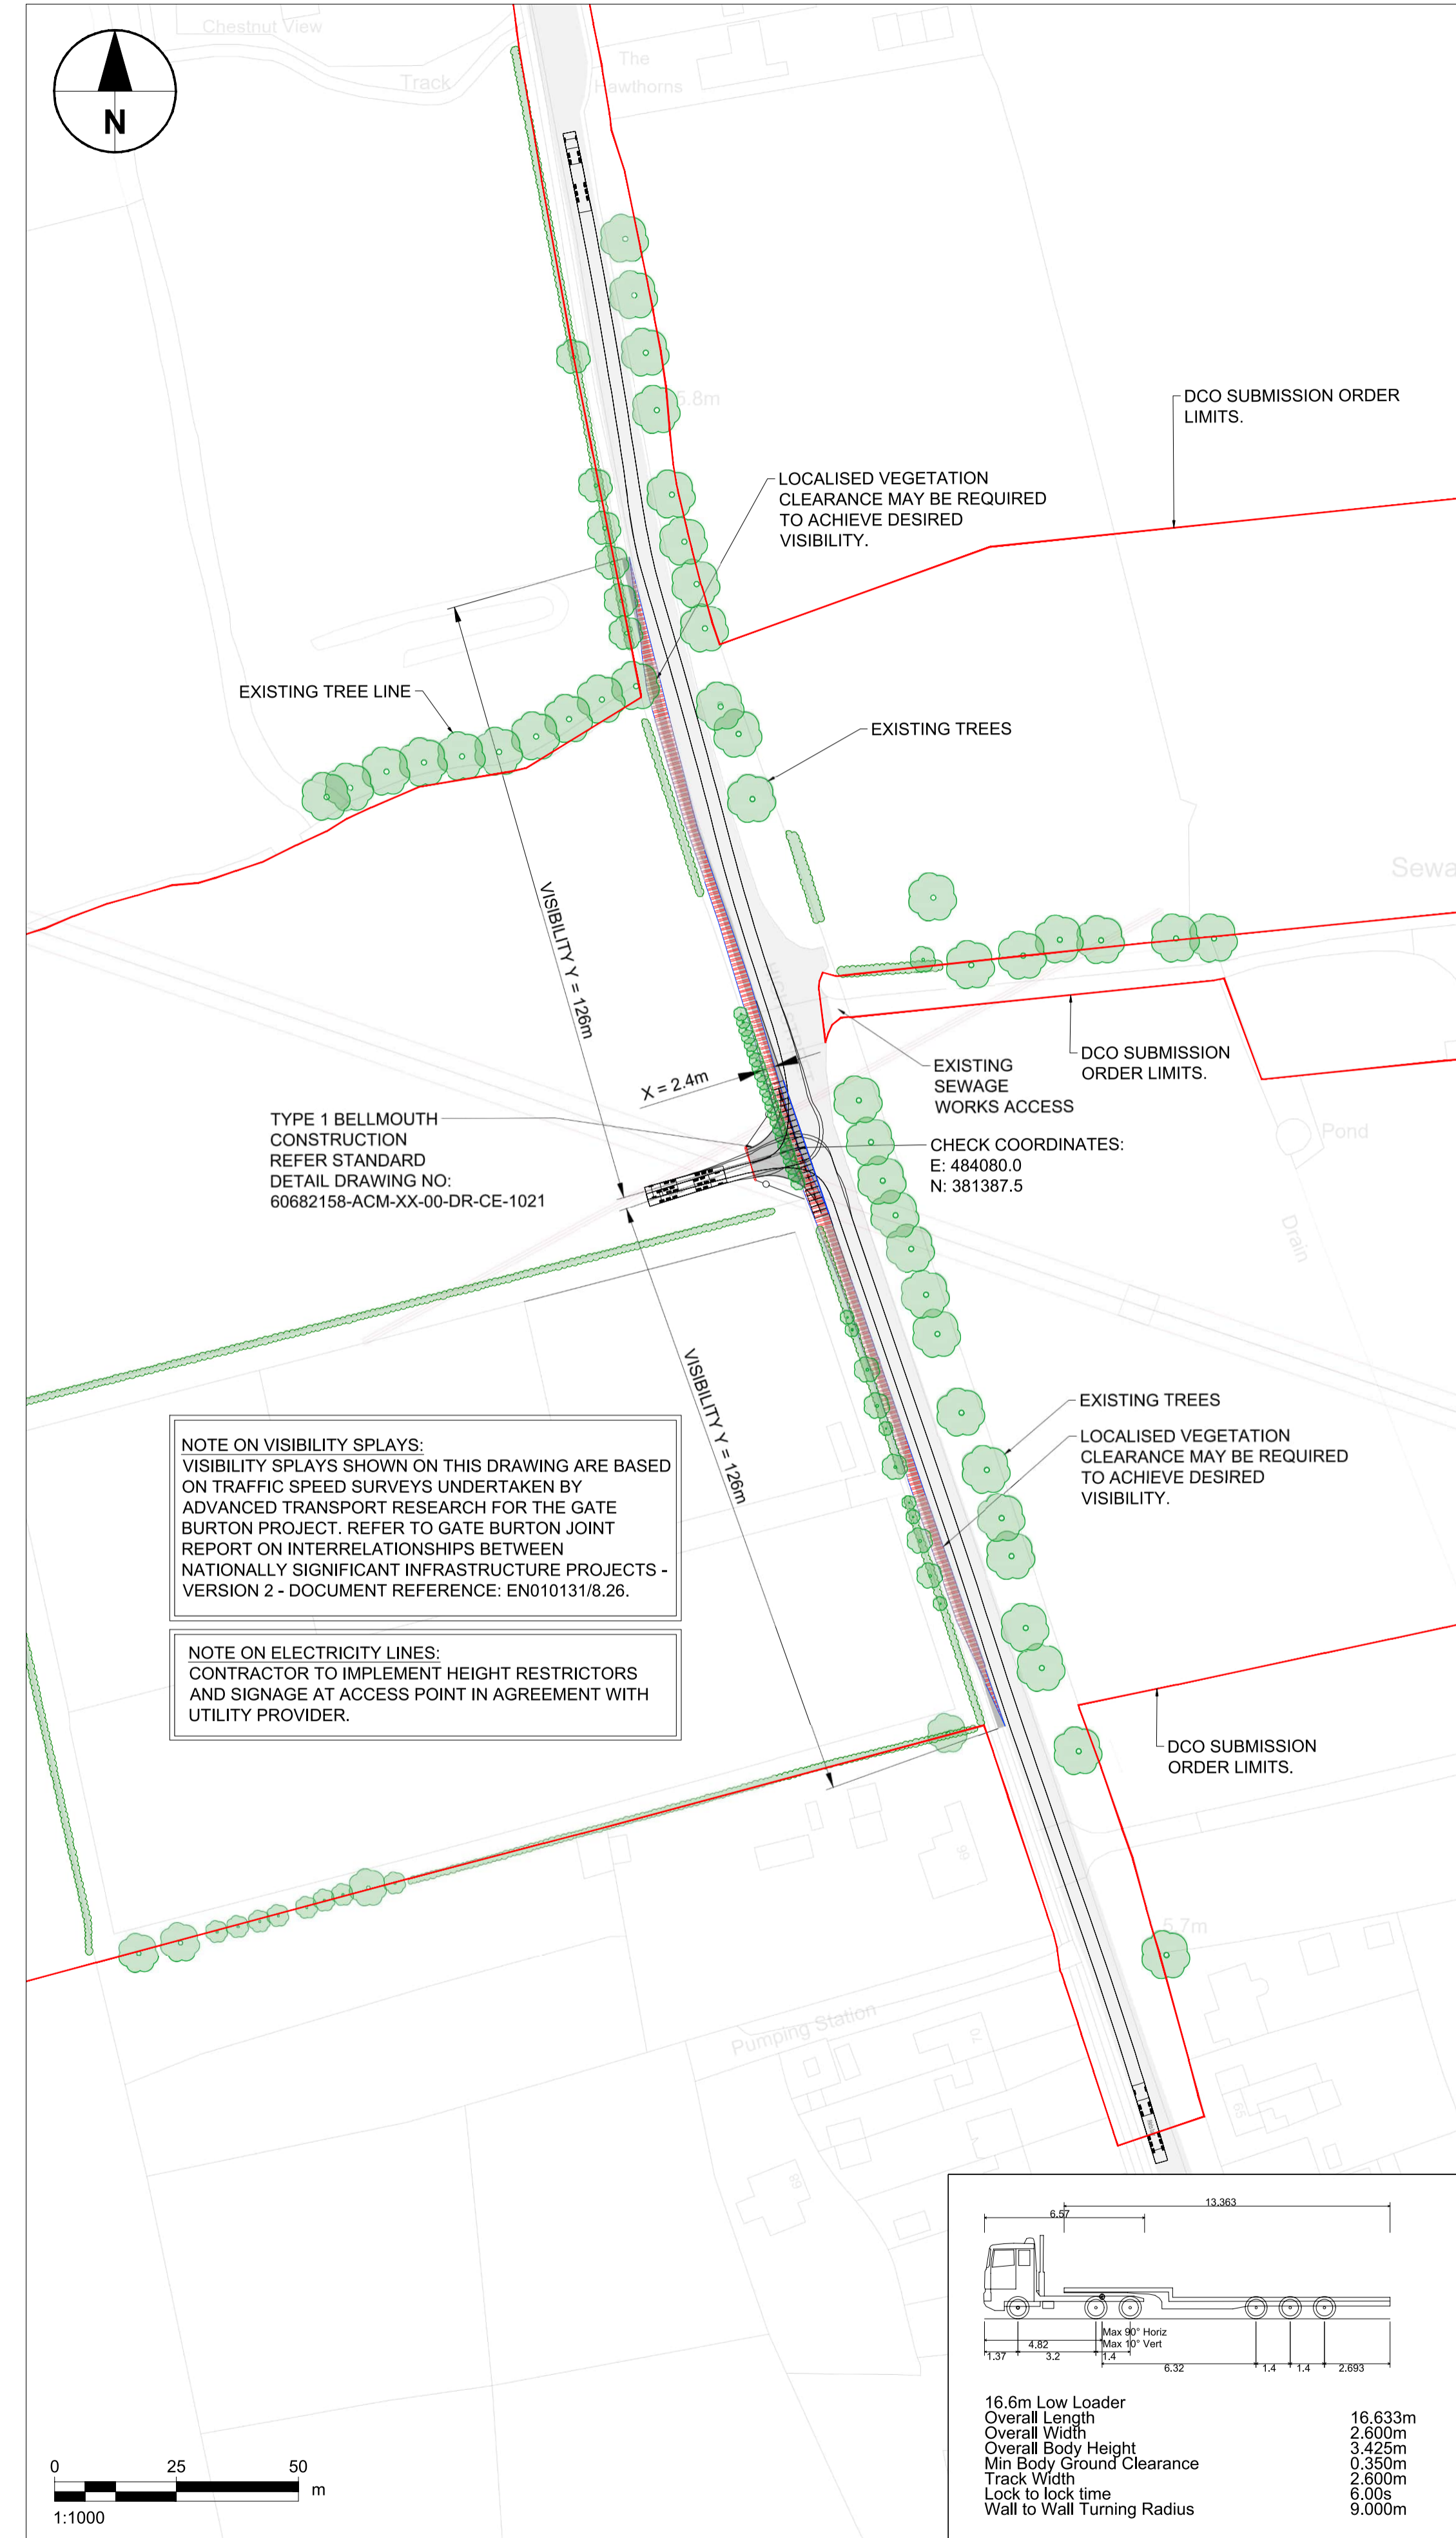 Chestnut View
Track
The
Hawthorns
N
5.8m
DCO SUBMISSION ORDER
LIMITS.
LOCALISED VEGETATION
CLEARANCE MAY BE REQUIRED
TO ACHIEVE DESIRED
VISIBILITY.
EXISTING TREE LINE
EXISTING TREES
Sewa
VISIBILITY Y = 126m
X = 2.4m
EXISTING
SEWAGE
WORKS ACCESS
DCO SUBMISSION
ORDER LIMITS.
TYPE 1 BELLMOUTH
CONSTRUCTION
REFER STANDARD
DETAIL DRAWING NO:
60682158-ACM-XX-00-DR-CE-1021
CHECK COORDINATES:
E: 484080.0
N: 381387.5
Pond
Drain
VISIBILITY Y = 126m
EXISTING TREES
LOCALISED VEGETATION
CLEARANCE MAY BE REQUIRED
TO ACHIEVE DESIRED
VISIBILITY.
NOTE ON VISIBILITY SPLAYS:
VISIBILITY SPLAYS SHOWN ON THIS DRAWING ARE BASED
ON TRAFFIC SPEED SURVEYS UNDERTAKEN BY
ADVANCED TRANSPORT RESEARCH FOR THE GATE
BURTON PROJECT. REFER TO GATE BURTON JOINT
REPORT ON INTERRELATIONSHIPS BETWEEN
NATIONALLY SIGNIFICANT INFRASTRUCTURE PROJECTS -
VERSION 2 - DOCUMENT REFERENCE: EN010131/8.26.
NOTE ON ELECTRICITY LINES:
CONTRACTOR TO IMPLEMENT HEIGHT RESTRICTORS
AND SIGNAGE AT ACCESS POINT IN AGREEMENT WITH
UTILITY PROVIDER.
DCO SUBMISSION
ORDER LIMITS.
5.7m
Pumping Station
13.363
6.57
Max 90° Horiz
Max 10° Vert
4.82
1.37
3.2
1.4
6.32
1.4
1.4
2.693
16.6m Low Loader
Overall Length 16.633m
Overall Width 2.600m
Overall Body Height 3.425m
Min Body Ground Clearance 0.350m
Track Width 2.600m
Lock to lock time 6.00s
Wall to Wall Turning Radius 9.000m
0 25 50
m
1:1000